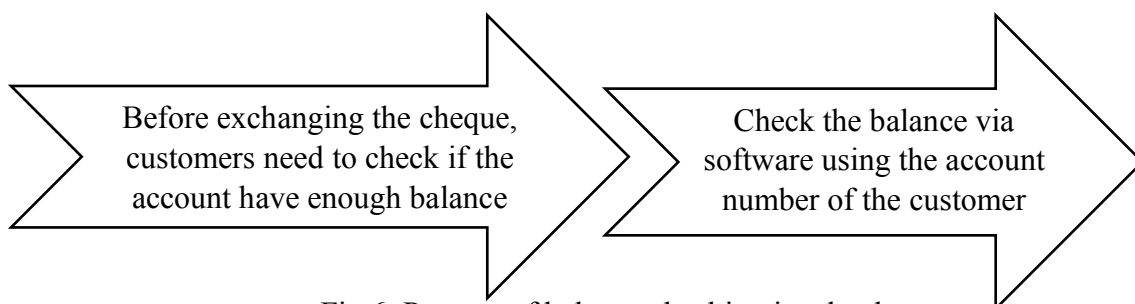 Before exchanging the cheque,
customers need to check if the
account have enough balance
Check the balance via
software using the account
number of the customer
Fig 6. Process of balance checking in